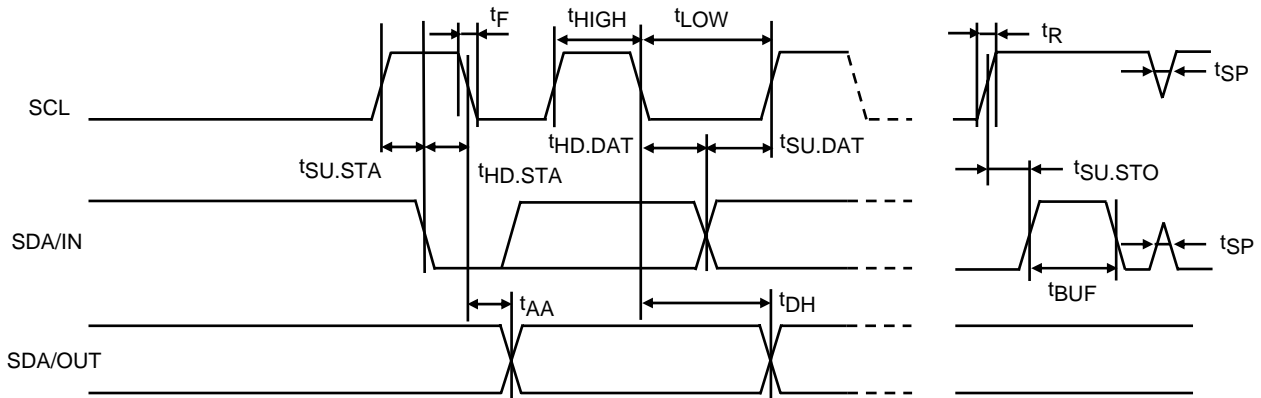 tF
tHIGH
tLOW
tR
tSP
SCL
tSU.STA
tHD.STA
tHD.DAT
tSU.DAT
tSU.STO
SDA/IN
tSP
tBUF
tAA
tDH
SDA/OUT